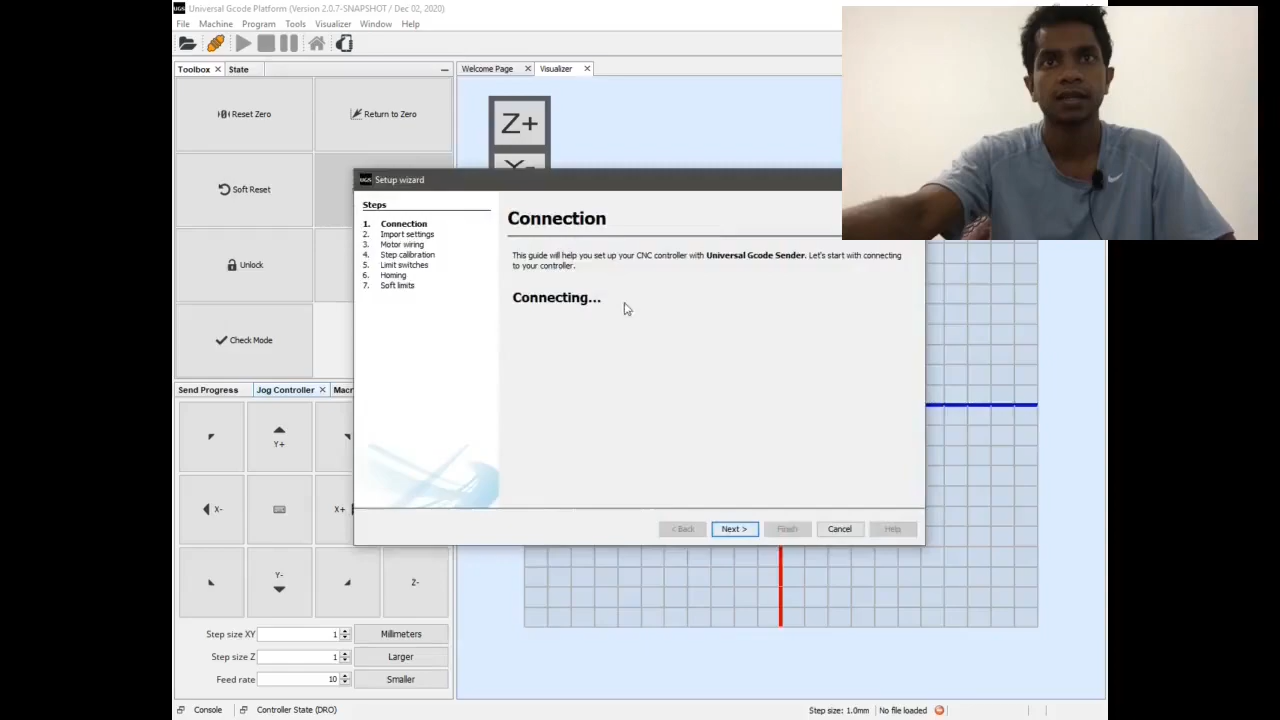 UGS Universal Gcode Platform (Version 2.0.7-SNAPSHOT / Dec 02, 2020)
File Machine Program Tools Visualizer Window Help
Toolbox State
Welcome Page Visualizer
Reset Zero Return to Zero
Soft Reset
Unlock
Check Mode
Z+
UGS Setup wizard
Steps
1. Connection
2. Import settings
3. Motor wiring
4. Step calibration
5. Limit switches
6. Homing
7. Soft limits
Connection
This guide will help you set up your CNC controller with Universal Gcode Sender. Let's start with connecting
to your controller.
Connecting...
< Back Next > Finish Cancel Help
Send Progress Jog Controller Macr
Y+
X- X+
Y- Z-
Step size XY 1 Millimeters
Step size Z 1 Larger
Feed rate 10 Smaller
Console Controller State (DRO) Step size: 1.0mm No file loaded